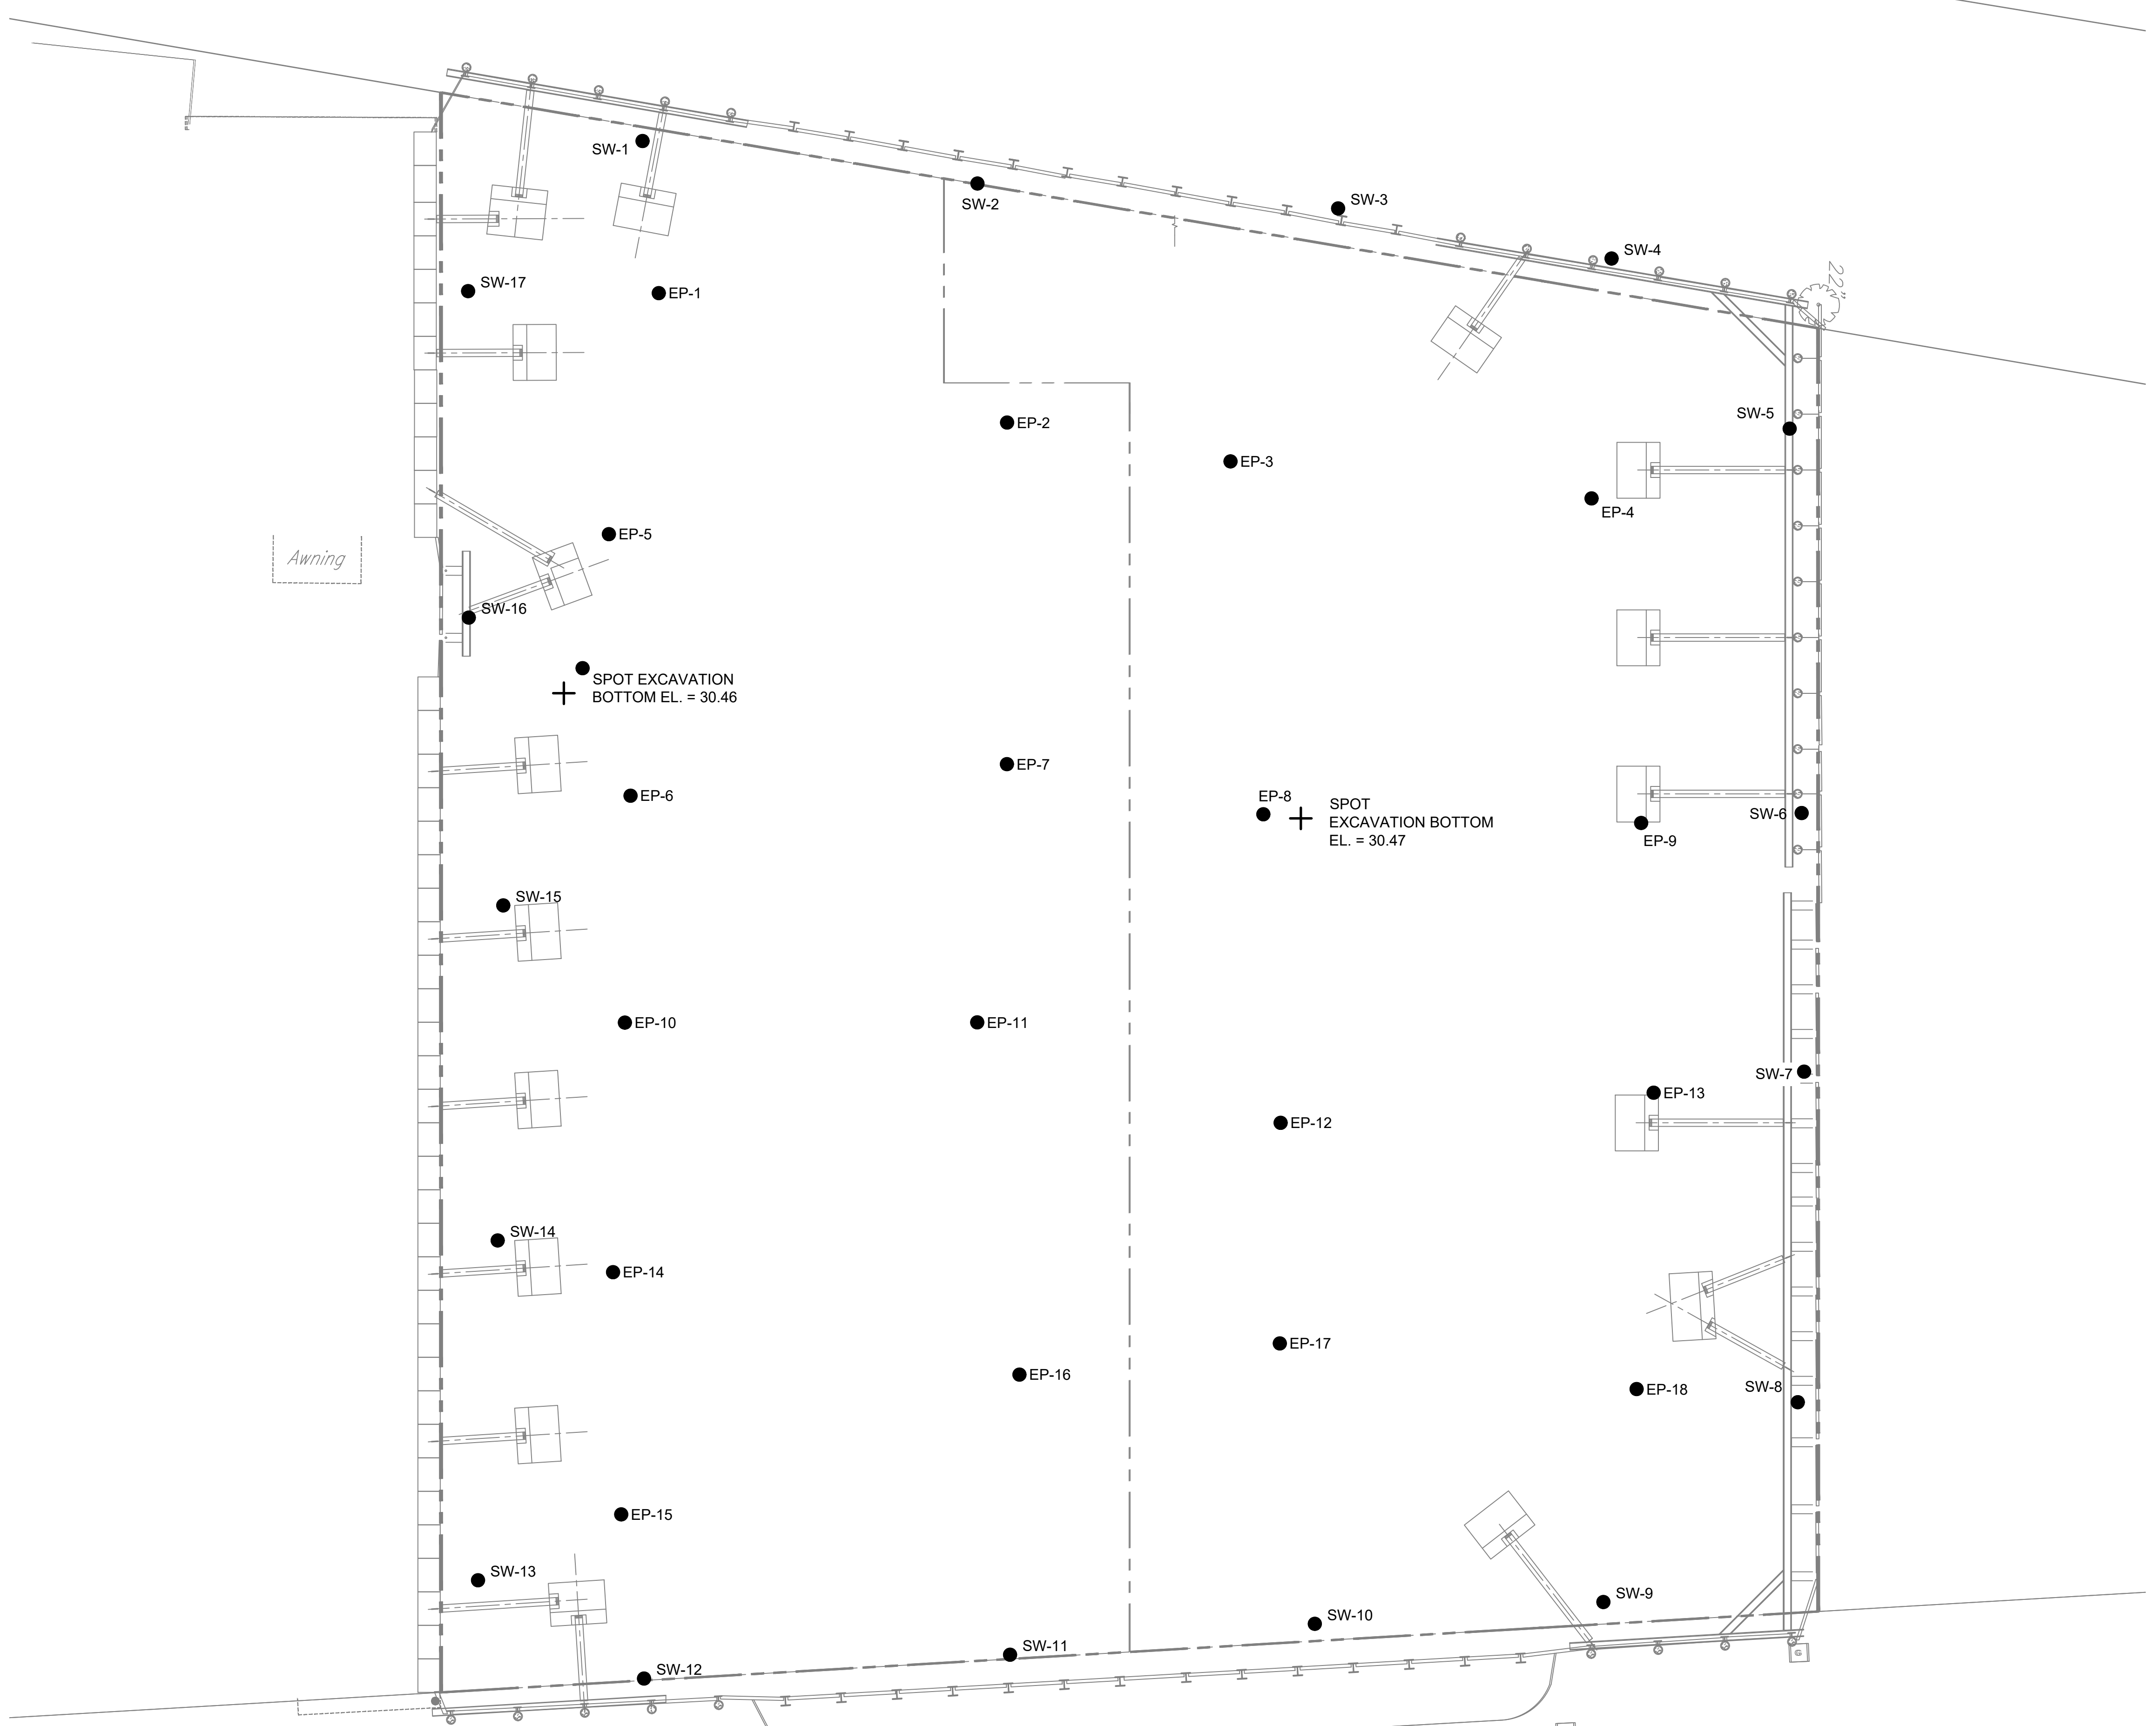 SW-1
SW-2
SW-3
SW-4
22"
SW-17
EP-1
SW-5
EP-2
EP-3
EP-4
EP-5
Awning
SW-16
SPOT EXCAVATION
BOTTOM EL. = 30.46
EP-7
EP-6
EP-8
SPOT
EXCAVATION BOTTOM
EL. = 30.47
SW-6
EP-9
SW-15
EP-10
EP-11
SW-7
EP-13
EP-12
SW-14
EP-14
EP-17
EP-16
EP-18
SW-8
EP-15
SW-13
SW-9
SW-10
SW-11
G
SW-12